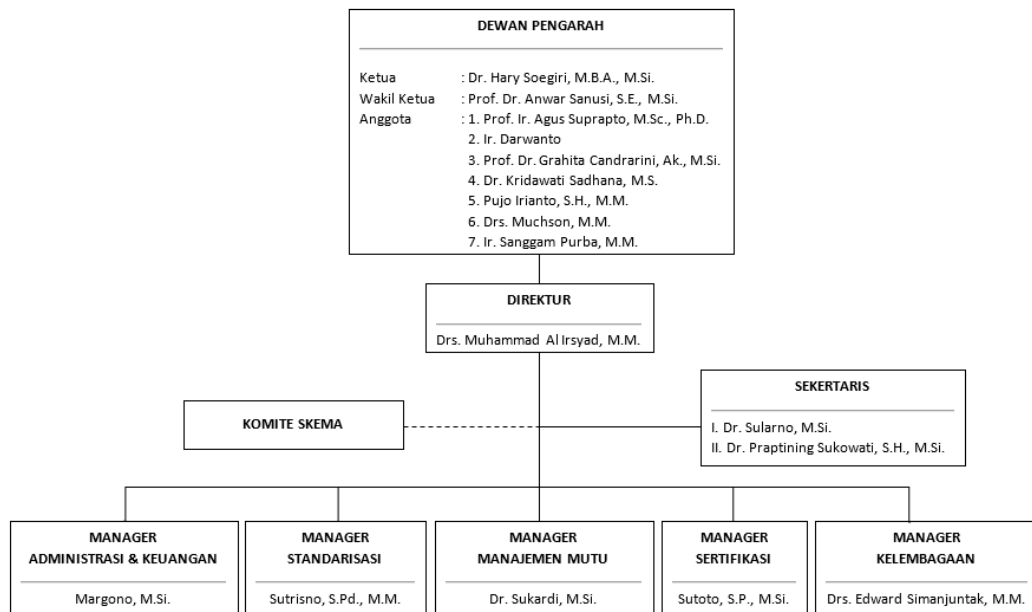 DEWAN PENGARAH
Ketua : Dr. Hary Soegiri, M.B.A., M.Si.
Wakil Ketua : Prof. Dr. Anwar Sanusi, S.E., M.Si.
Anggota : 1. Prof. Ir. Agus Suprapto, M.Sc., Ph.D.
2. Ir. Darwanto
3. Prof. Dr. Grahita Candrarini, Ak., M.Si.
4. Dr. Kridawati Sadhana, M.S.
5. Pujo Irianto, S.H., M.M.
6. Drs. Muchson, M.M.
7. Ir. Sanggam Purba, M.M.
DIREKTUR
Drs. Muhammad Al Irsyad, M.M.
KOMITE SKEMA
SEKERTARIS
I. Dr. Sularno, M.Si.
II. Dr. Praptining Sukowati, S.H., M.Si.
MANAGER
ADMINISTRASI & KEUANGAN
Margono, M.Si.
MANAGER
STANDARISASI
Sutrisno, S.Pd., M.M.
MANAGER
MANAJEMEN MUTU
Dr. Sukardi, M.Si.
MANAGER
SERTIFIKASI
Sutoto, S.P., M.Si.
MANAGER
KELEMBAGAAN
Drs. Edward Simanjuntak, M.M.